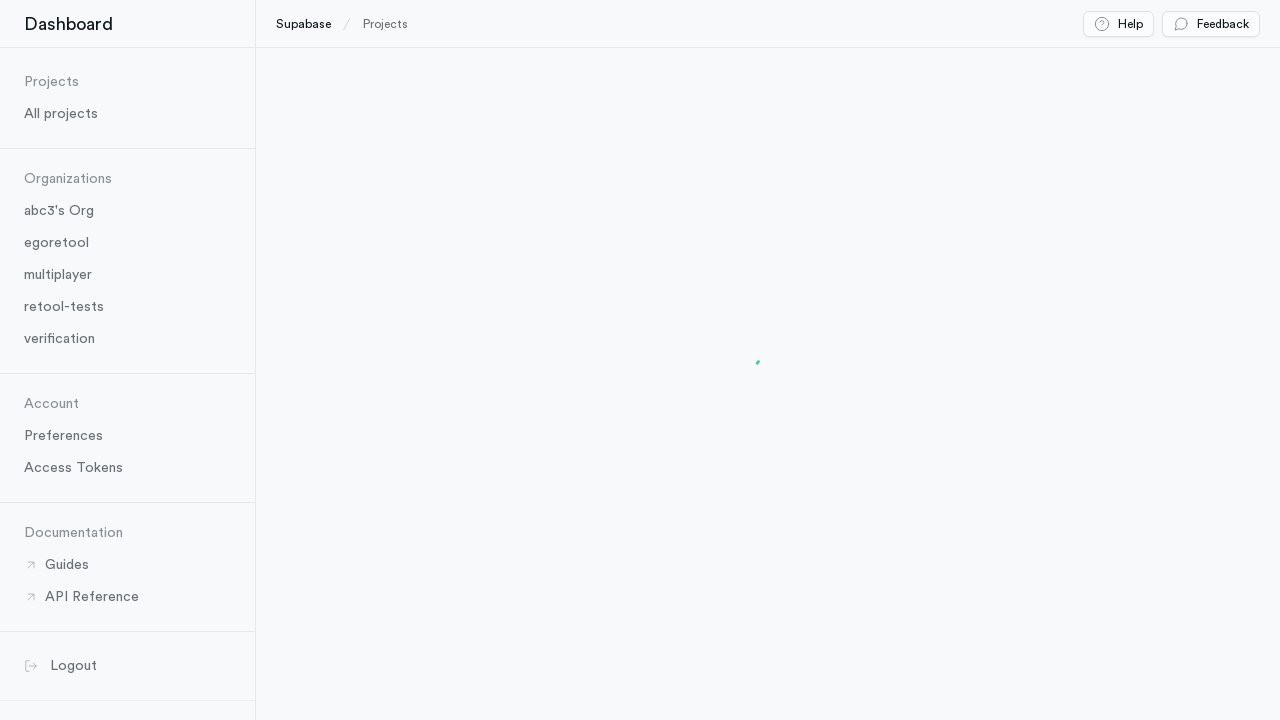 Dashboard
Supabase / Projects
Help
Feedback
Projects
All projects
Organizations
abc3's Org
egoretool
multiplayer
retool-tests
verification
Account
Preferences
Access Tokens
Documentation
Guides
API Reference
Logout